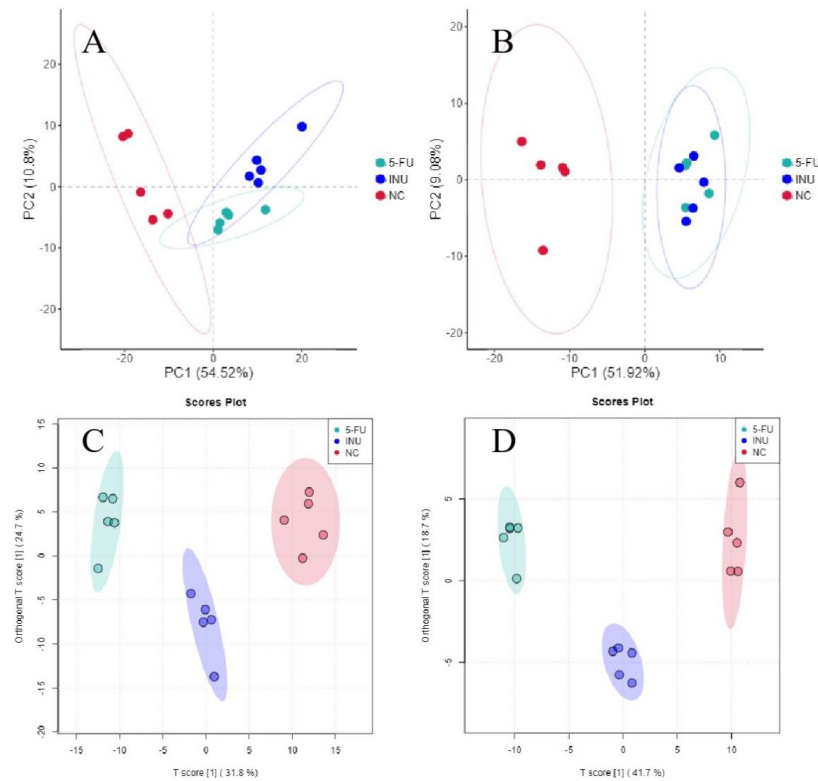 A
20
10
0
-10
-20
-20
0
20
PC2 (10.8%)
PC1 (54.52%)
5-FU
INU
NC
B
20
10
0
-10
-20
-20
-10
0
10
PC2 (9.08%)
PC1 (51.92%)
5-FU
INU
NC
Scores Plot
C
5-FU
INU
NC
15
10
5
0
-5
-10
-15
-20
-15
-10
-5
0
5
10
15
Orthogonal T score [1] ( 24.7 %)
T score [1] ( 31.8 %)
Scores Plot
D
5-FU
INU
NC
5
0
-5
-10
-5
0
5
10
Orthogonal T score [1] ( 18.7 %)
T score [1] ( 41.7 %)